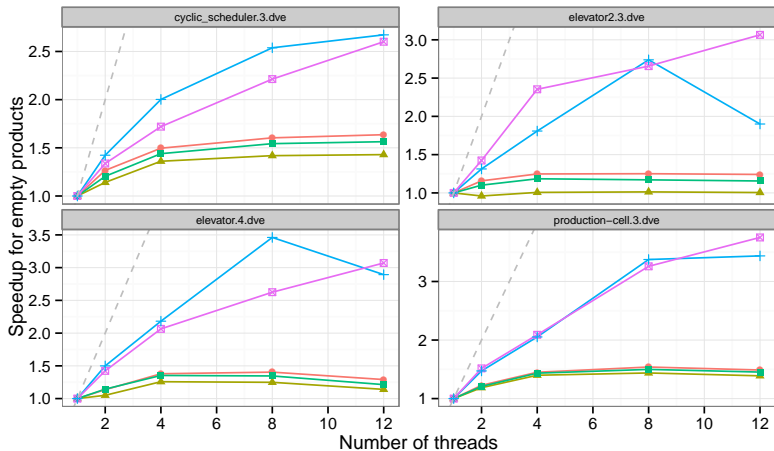 cyclic_scheduler.3.dve
elevator2.3.dve
2.5
2.0
1.5
1.0
3.0
2.5
2.0
1.5
1.0
Speedup for empty products
elevator.4.dve
production−cell.3.dve
3.5
3.0
2.5
2.0
1.5
1.0
3
2
1
2 4 6 8 10 12
2 4 6 8 10 12
Number of threads